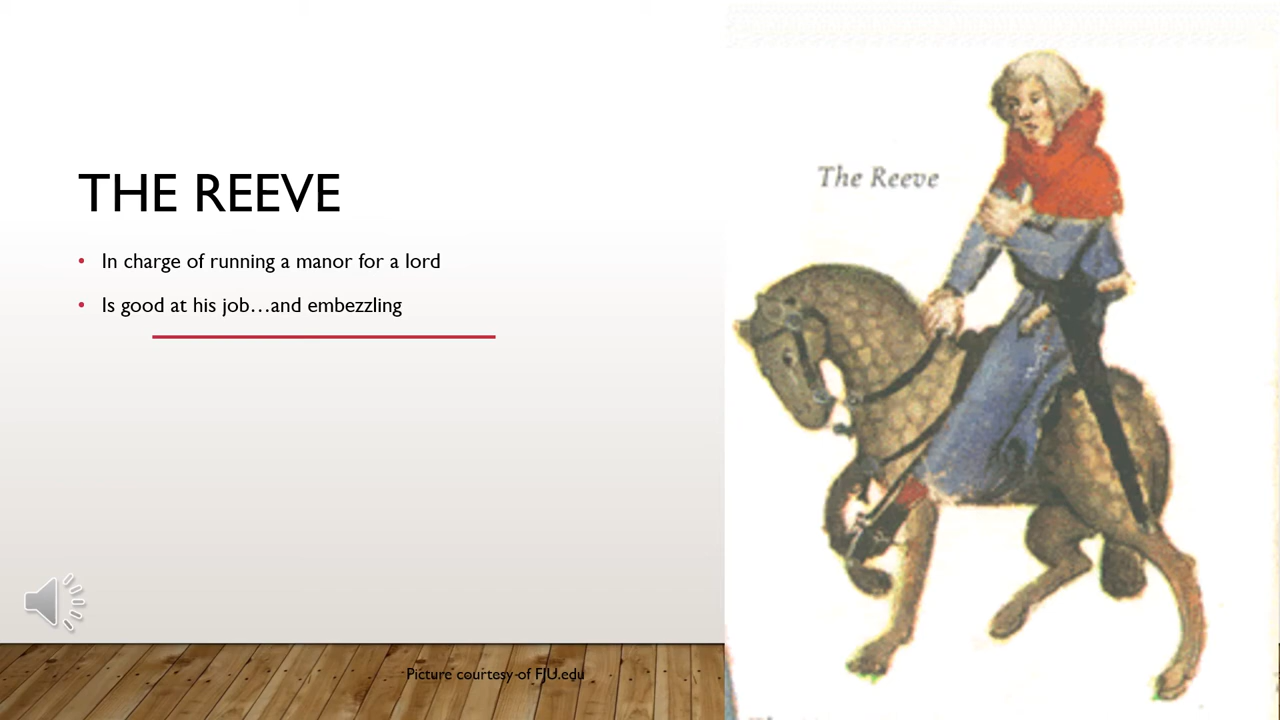 THE REEVE
• In charge of running a manor for a lord
• Is good at his job…and embezzling
The Reeve
Picture courtesy of FJU.edu